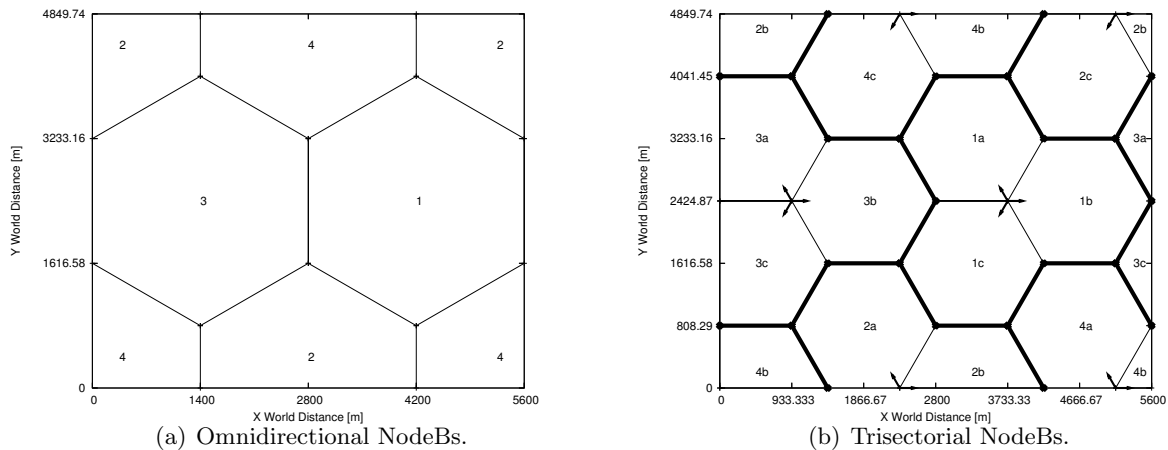 4849.74
4041.45
3233.16
1616.58
0
Y World Distance [m]
2
4
2
3
1
4
2
4
0
1400
2800
4200
5600
X World Distance [m]
(a) Omnidirectional NodeBs.
4849.74
4041.45
3233.16
2424.87
1616.58
808.29
0
Y World Distance [m]
2b
4b
2b
4c
2c
3a
1a
3a
3b
1b
3c
1c
3c
2a
4a
4b
2b
4b
0
933.333
1866.67
2800
3733.33
4666.67
5600
X World Distance [m]
(b) Trisectorial NodeBs.